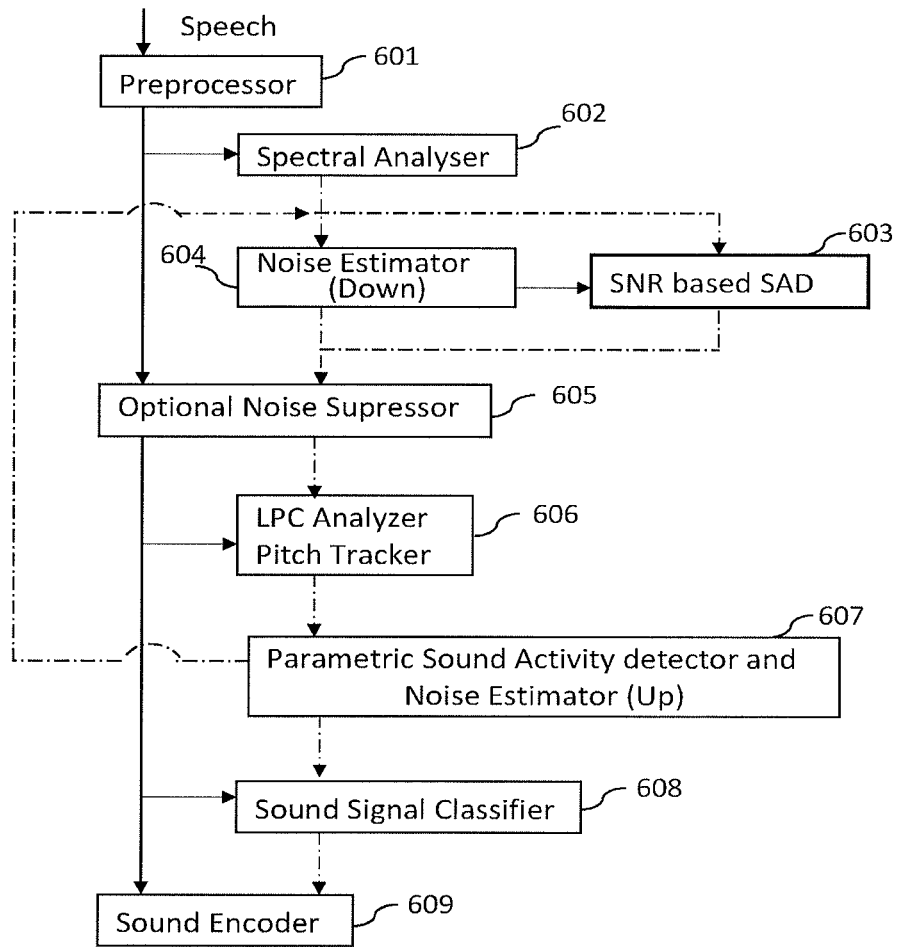 Speech
601
Preprocessor
602
Spectral Analyser
603
604
Noise Estimator
(Down)
SNR based SAD
Optional Noise Supressor
605
LPC Analyzer
Pitch Tracker
606
607
Parametric Sound Activity detector and
Noise Estimator (Up)
608
Sound Signal Classifier
Sound Encoder
609